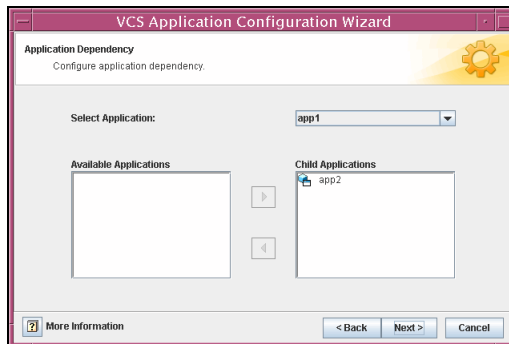 VCS Application Configuration Wizard
Application Dependency
Configure application dependency.
Select Application:
app1
Available Applications
Child Applications
app2
? More Information
< Back
Next >
Cancel